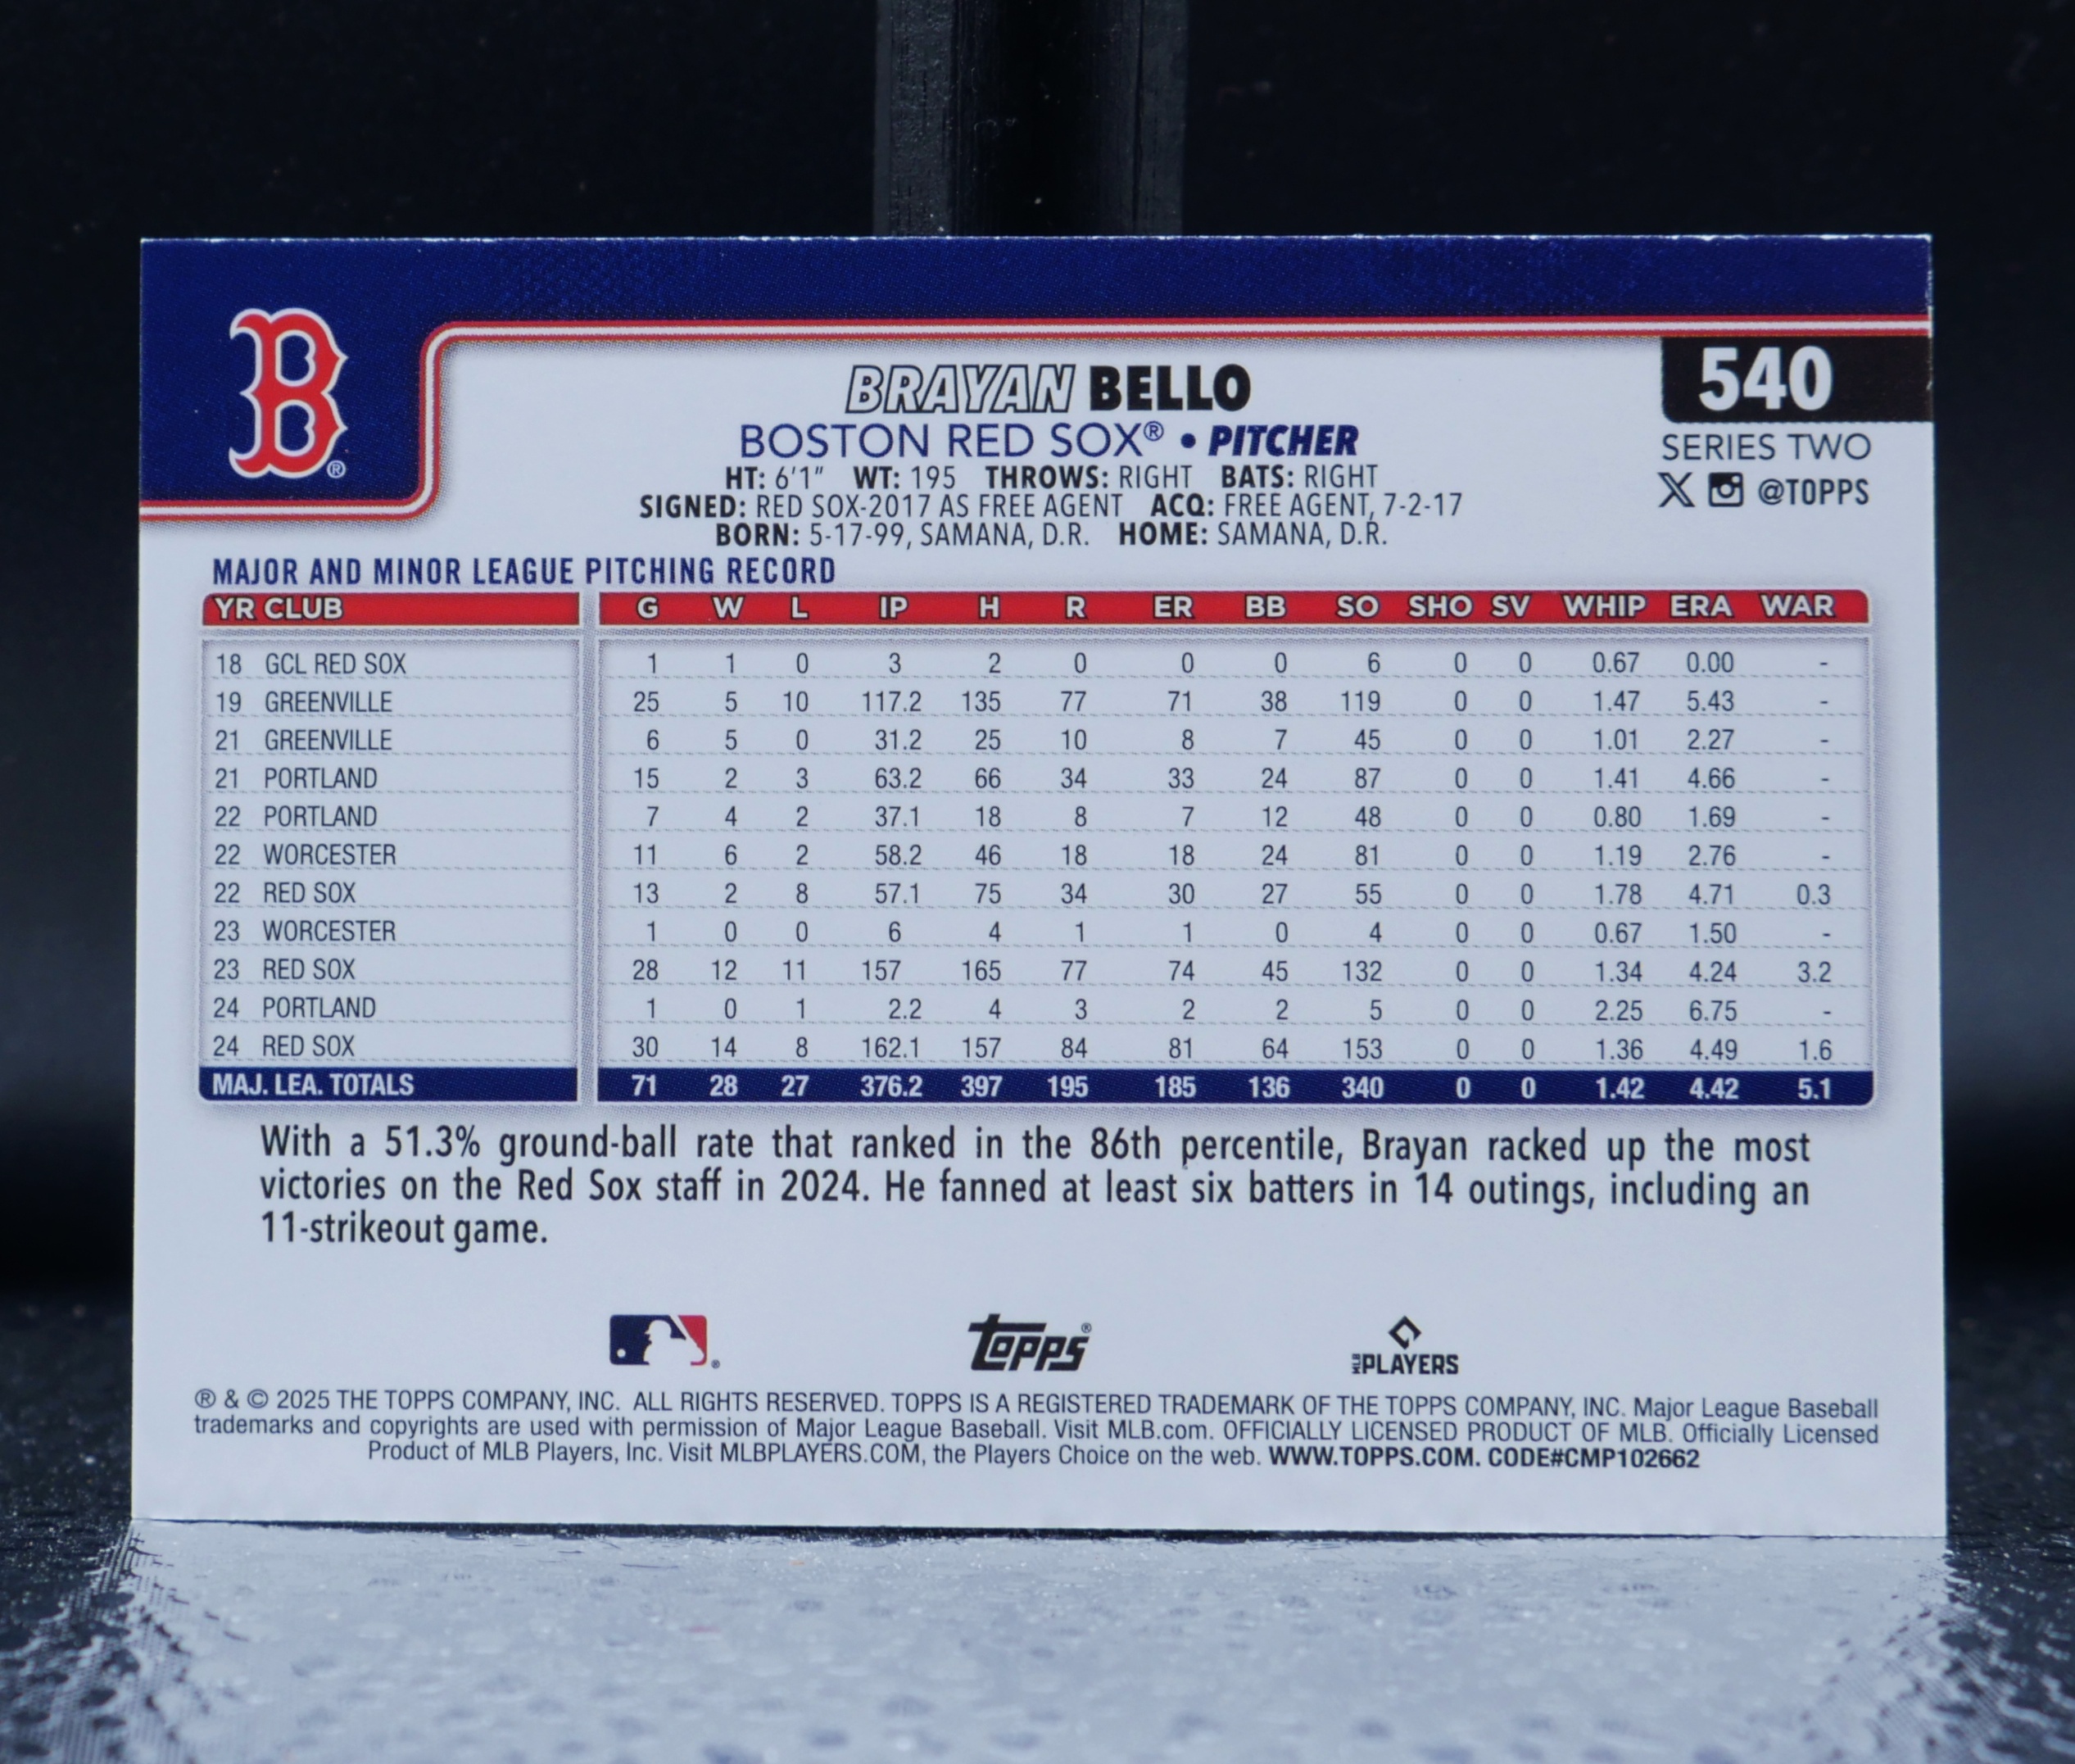 B ®
BRAYAN BELLO
540
BOSTON RED SOX® • PITCHER
SERIES TWO
HT: 6'1" WT: 195 THROWS: RIGHT BATS: RIGHT
X @TOPPS
SIGNED: RED SOX-2017 AS FREE AGENT ACQ: FREE AGENT, 7-2-17
BORN: 5-17-99, SAMANA, D.R. HOME: SAMANA, D.R.
MAJOR AND MINOR LEAGUE PITCHING RECORD
YR CLUB G W L IP H R ER BB SO SHO SV WHIP ERA WAR
18 GCL RED SOX 1 1 0 3 2 0 0 0 6 0 0 0.67 0.00 -
19 GREENVILLE 25 5 10 117.2 135 77 71 38 119 0 0 1.47 5.43 -
21 GREENVILLE 6 5 0 31.2 25 10 8 7 45 0 0 1.01 2.27 -
21 PORTLAND 15 2 3 63.2 66 34 33 24 87 0 0 1.41 4.66 -
22 PORTLAND 7 4 2 37.1 18 8 7 12 48 0 0 0.80 1.69 -
22 WORCESTER 11 6 2 58.2 46 18 18 24 81 0 0 1.19 2.76 -
22 RED SOX 13 2 8 57.1 75 34 30 27 55 0 0 1.78 4.71 0.3
23 WORCESTER 1 0 0 6 4 1 1 0 4 0 0 0.67 1.50 -
23 RED SOX 28 12 11 157 165 77 74 45 132 0 0 1.34 4.24 3.2
24 PORTLAND 1 0 1 2.2 4 3 2 2 5 0 0 2.25 6.75 -
24 RED SOX 30 14 8 162.1 157 84 81 64 153 0 0 1.36 4.49 1.6
MAJ. LEA. TOTALS 71 28 27 376.2 397 195 185 136 340 0 0 1.42 4.42 5.1
With a 51.3% ground-ball rate that ranked in the 86th percentile, Brayan racked up the most
victories on the Red Sox staff in 2024. He fanned at least six batters in 14 outings, including an
11-strikeout game.
® TOPPS® MLB PLAYERS
® & © 2025 THE TOPPS COMPANY, INC. ALL RIGHTS RESERVED. TOPPS IS A REGISTERED TRADEMARK OF THE TOPPS COMPANY, INC. Major League Baseball
trademarks and copyrights are used with permission of Major League Baseball. Visit MLB.com. OFFICIALLY LICENSED PRODUCT OF MLB. Officially Licensed
Product of MLB Players, Inc. Visit MLBPLAYERS.COM, the Players Choice on the web. WWW.TOPPS.COM. CODE#CMP102662